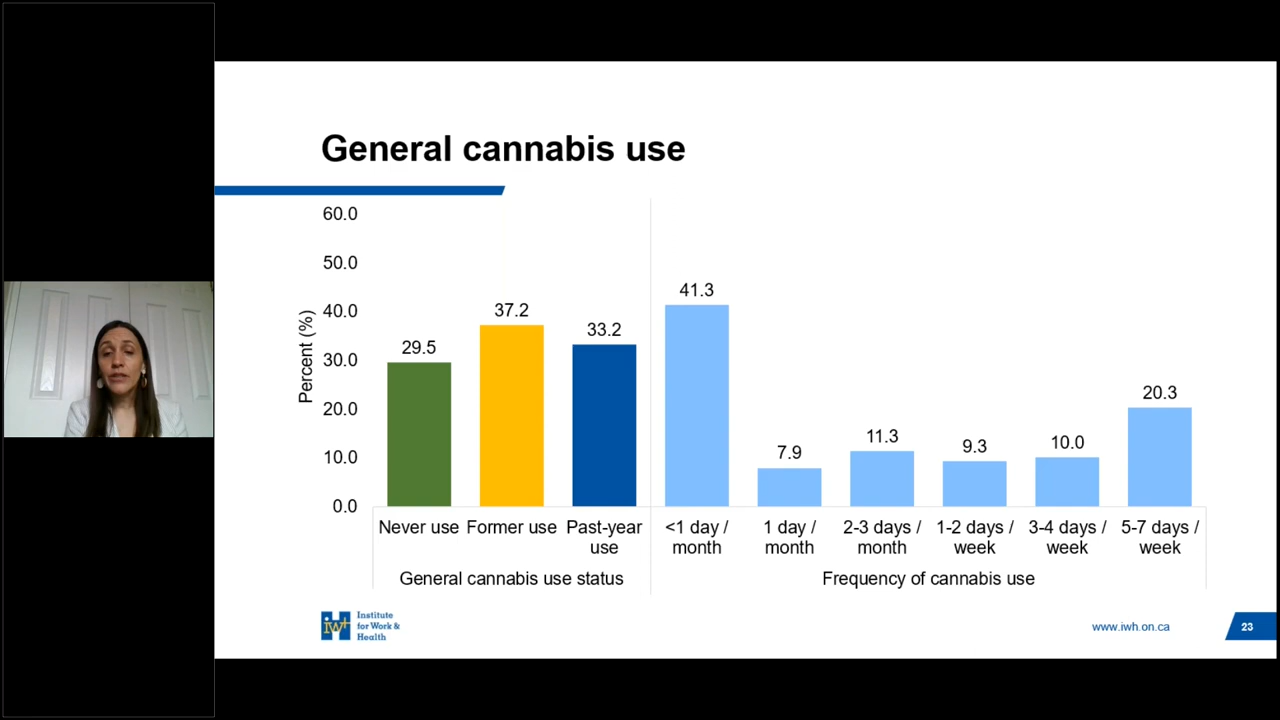 General cannabis use
60.0
50.0
40.0
30.0
20.0
10.0
0.0
Percent (%)
29.5
37.2
33.2
41.3
7.9
11.3
9.3
10.0
20.3
Never use
Former use
Past-year
use
<1 day /
month
1 day /
month
2-3 days /
month
1-2 days /
week
3-4 days /
week
5-7 days /
week
General cannabis use status
Frequency of cannabis use
iwh
Institute
for Work &
Health
www.iwh.on.ca
23